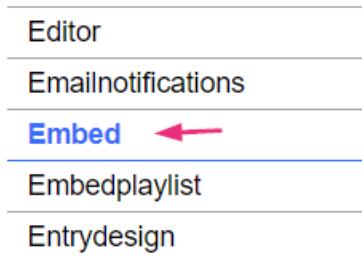 Editor
Emailnotifications
Embed
Embedplaylist
Entrydesign